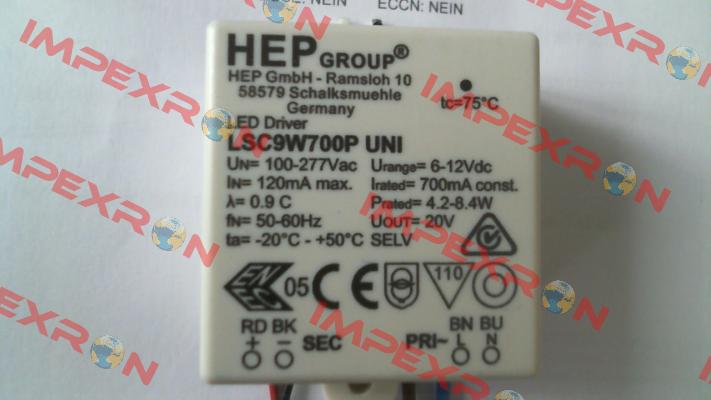 SE: NEIN ECCN: NEIN
HEP GROUP®
HEP GmbH - Ramsloh 10
58579 Schalksmuehle
Germany
tc=75°C
LED Driver
LSC9W700P UNI
UN= 100-277Vac Urange= 6-12Vdc
IN= 120mA max. Irated= 700mA const.
λ= 0.9 C Prated= 4.2-8.4W
fN= 50-60Hz UOUT= 20V
ta= -20°C - +50°C SELV
ENEC 05 CE 110
RD BK BN BU
+ - SEC PRI~ L N
IMPEXRON
IMPEXRON
IMPEXRON
IMPEXRON
IMPEXRON
IMPEXRON